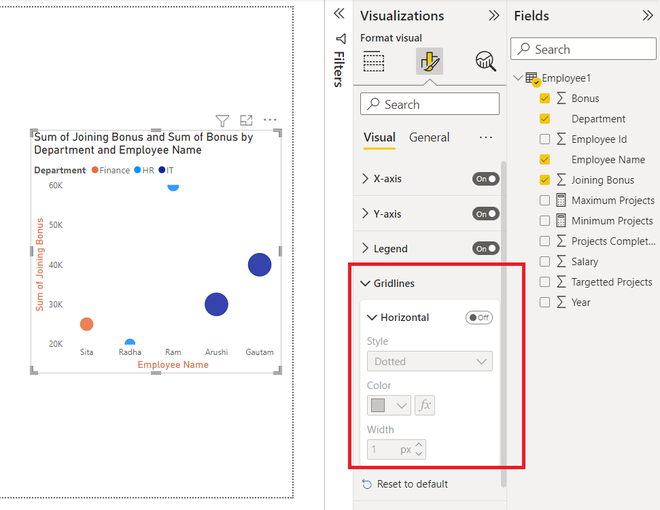 Sum of Joining Bonus and Sum of Bonus by
Department and Employee Name
Department Finance HR IT
60K
50K
40K
30K
20K
Sum of Joining Bonus
Sita Radha Ram Arushi Gautam
Employee Name
Filters
Visualizations
Format visual
Search
Visual General
X-axis On
Y-axis On
Legend On
Gridlines
Horizontal Off
Style
Dotted
Color
fx
Width
1 px
Reset to default
Fields
Search
Employee1
Bonus
Department
Employee Id
Employee Name
Joining Bonus
Maximum Projects
Minimum Projects
Projects Complet...
Salary
Targetted Projects
Year